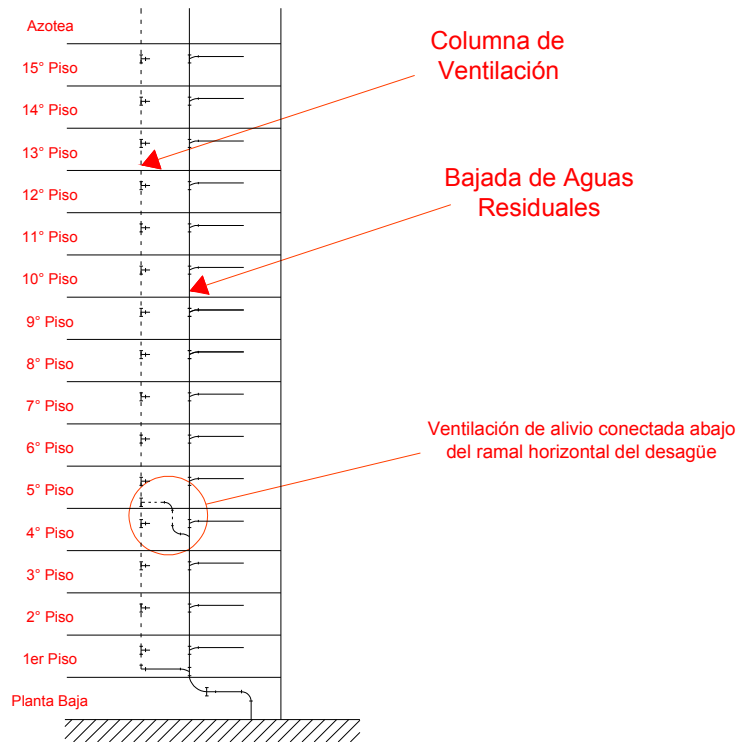 Azotea
15° Piso
14° Piso
13° Piso
12° Piso
11° Piso
10° Piso
9° Piso
8° Piso
7° Piso
6° Piso
5° Piso
4° Piso
3° Piso
2° Piso
1er Piso
Planta Baja
Columna de
Ventilación
Bajada de Aguas
Residuales
Ventilación de alivio conectada abajo
del ramal horizontal del desagüe